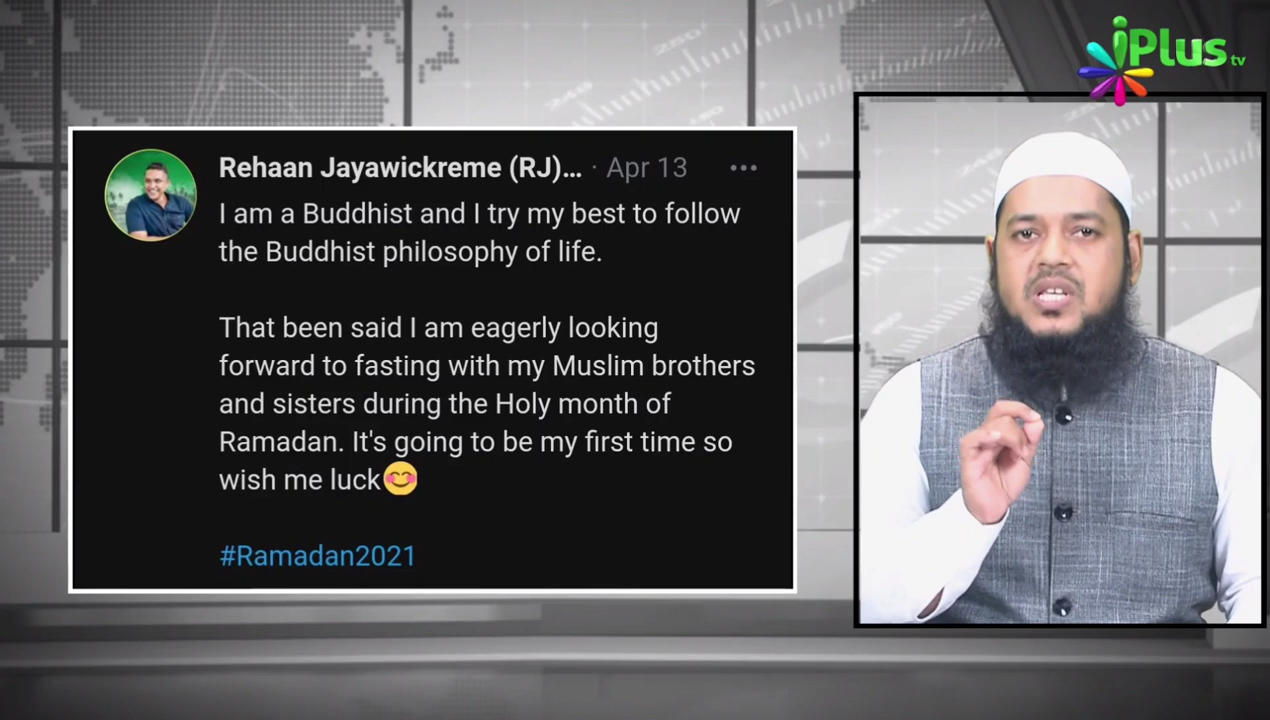 iPlus tv
Rehaan Jayawickreme (RJ)... · Apr 13 ...
I am a Buddhist and I try my best to follow
the Buddhist philosophy of life.
That been said I am eagerly looking
forward to fasting with my Muslim brothers
and sisters during the Holy month of
Ramadan. It's going to be my first time so
wish me luck😊
#Ramadan2021